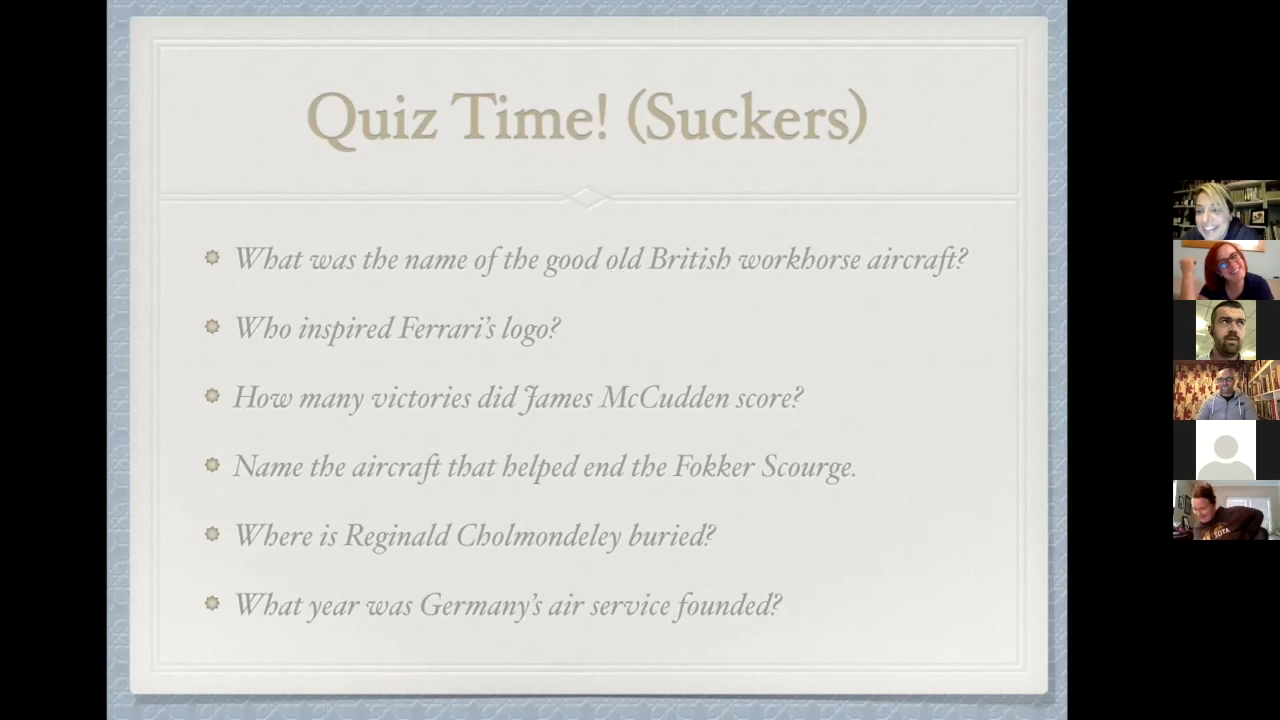 Quiz Time! (Suckers)
What was the name of the good old British workhorse aircraft?
Who inspired Ferrari's logo?
How many victories did James McCudden score?
Name the aircraft that helped end the Fokker Scourge.
Where is Reginald Cholmondeley buried?
What year was Germany's air service founded?